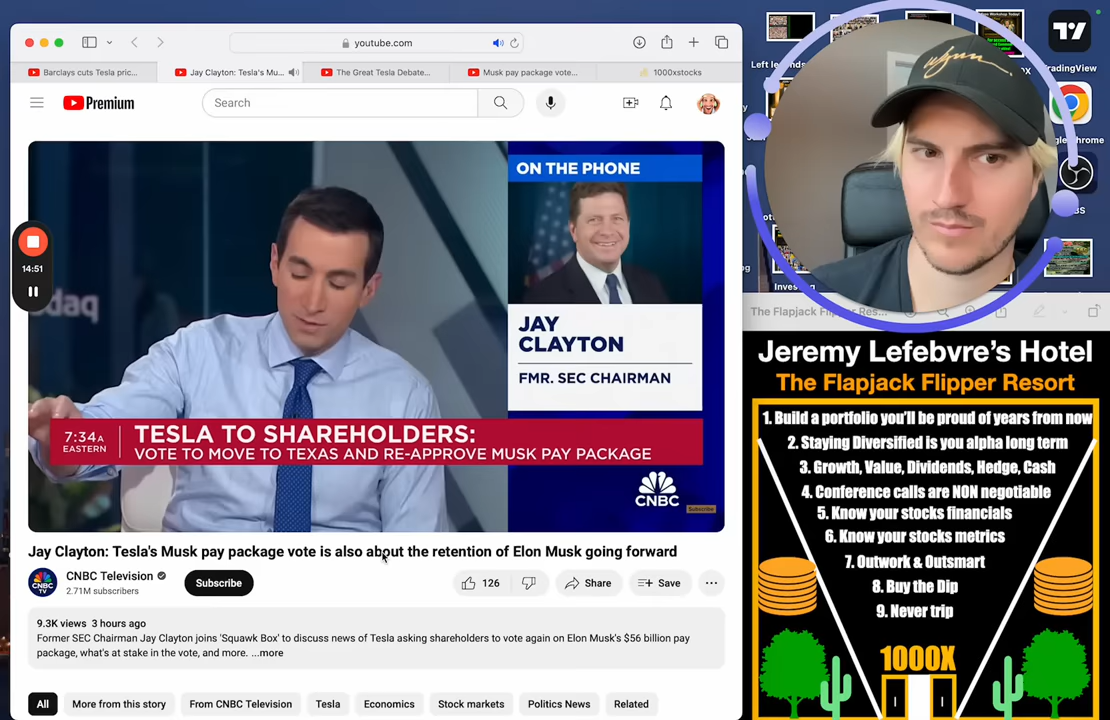 youtube.com
Barclays cuts Tesla pric...
Jay Clayton: Tesla's Mu...
The Great Tesla Debate...
Musk pay package vote...
1000xstocks
Premium
Search
14:51
ON THE PHONE
JAY
CLAYTON
FMR. SEC CHAIRMAN
7:34A
EASTERN
TESLA TO SHAREHOLDERS:
VOTE TO MOVE TO TEXAS AND RE-APPROVE MUSK PAY PACKAGE
CNBC
Subscribe
Jay Clayton: Tesla's Musk pay package vote is also about the retention of Elon Musk going forward
CNBC Television
2.71M subscribers
CNBC
TV
Subscribe
126
Share
Save
9.3K views 3 hours ago
Former SEC Chairman Jay Clayton joins 'Squawk Box' to discuss news of Tesla asking shareholders to vote again on Elon Musk's $56 billion pay
package, what's at stake in the vote, and more. ...more
All
More from this story
From CNBC Television
Tesla
Economics
Stock markets
Politics News
Related
Investing
The Flapjack Flipper Res...
Jeremy Lefebvre's Hotel
The Flapjack Flipper Resort
1. Build a portfolio you'll be proud of years from now
2. Staying Diversified is you alpha long term
3. Growth, Value, Dividends, Hedge, Cash
4. Conference calls are NON negotiable
5. Know your stocks financials
6. Know your stocks metrics
7. Outwork & Outsmart
8. Buy the Dip
9. Never trip
1000X